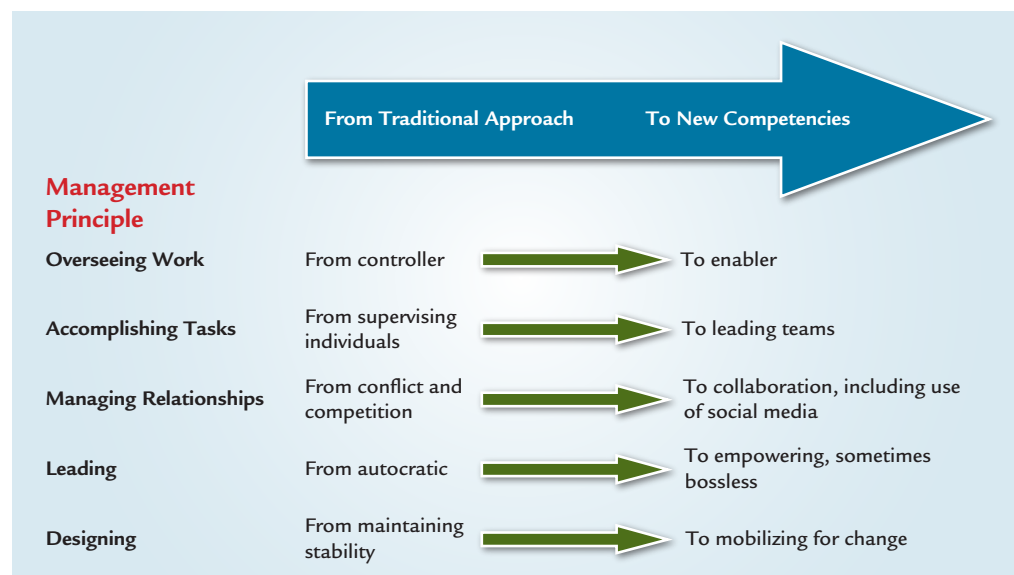 From Traditional Approach To New Competencies
Management
Principle
Overseeing Work From controller To enabler
Accomplishing Tasks From supervising
individuals To leading teams
Managing Relationships From conflict and
competition To collaboration, including use
of social media
Leading From autocratic To empowering, sometimes
bossless
Designing From maintaining
stability To mobilizing for change